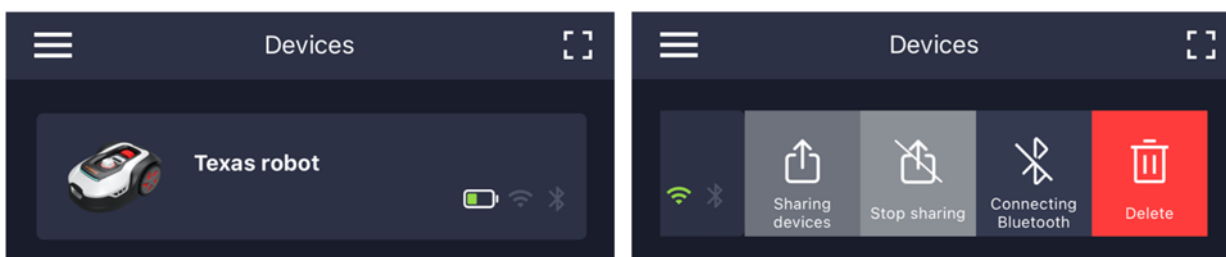 Devices
Texas robot
Devices
Sharing
devices
Stop sharing
Connecting
Bluetooth
Delete